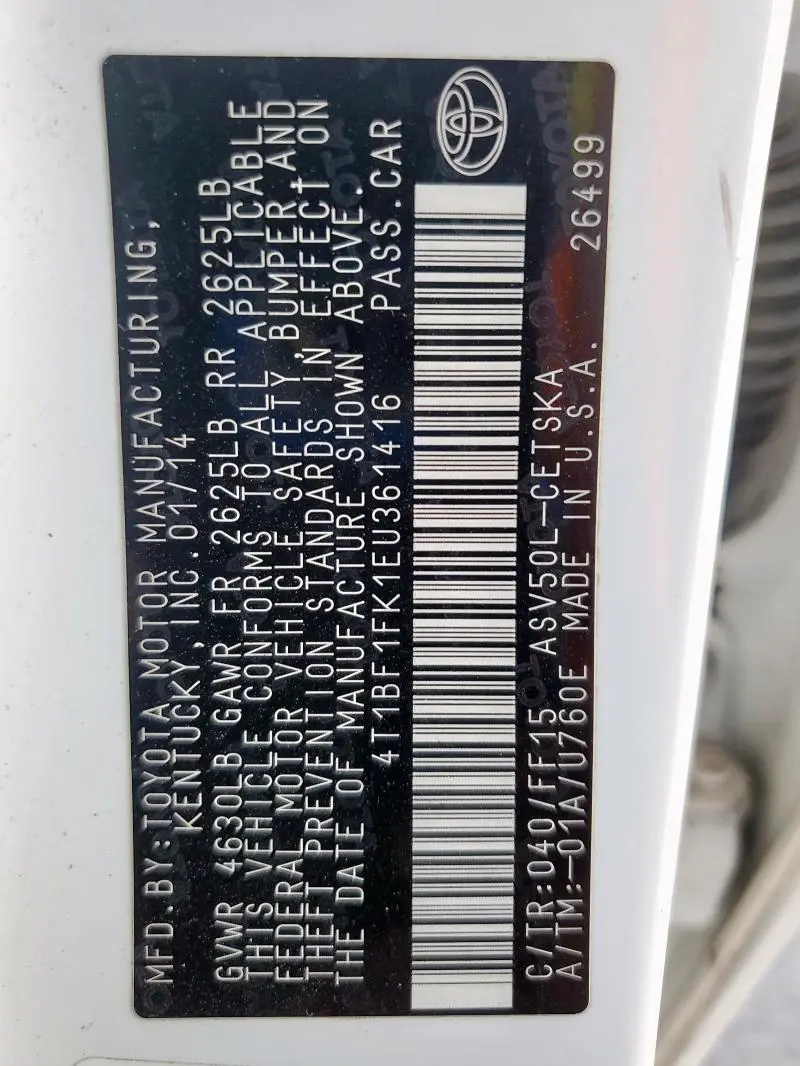 MFD.BY:TOYOTA MOTOR MANUFACTURING,
KENTUCKY, INC.01/14
GVWR 4630LB GAWR FR 2625LB RR 2625LB
THIS VEHICLE CONFORMS TO ALL APPLICABLE
FEDERAL MOTOR VEHICLE SAFETY,BUMPER,AND
THEFT PREVENTION STANDARDS IN EFFECT ON
THE DATE OF MANUFACTURE SHOWN ABOVE.
4T1BF1FK1EU361416 PASS.CAR
C/TR:040/FF15 ASV50L-CETSKA
A/TM:-01A/U760E MADE IN U.S.A. 26499